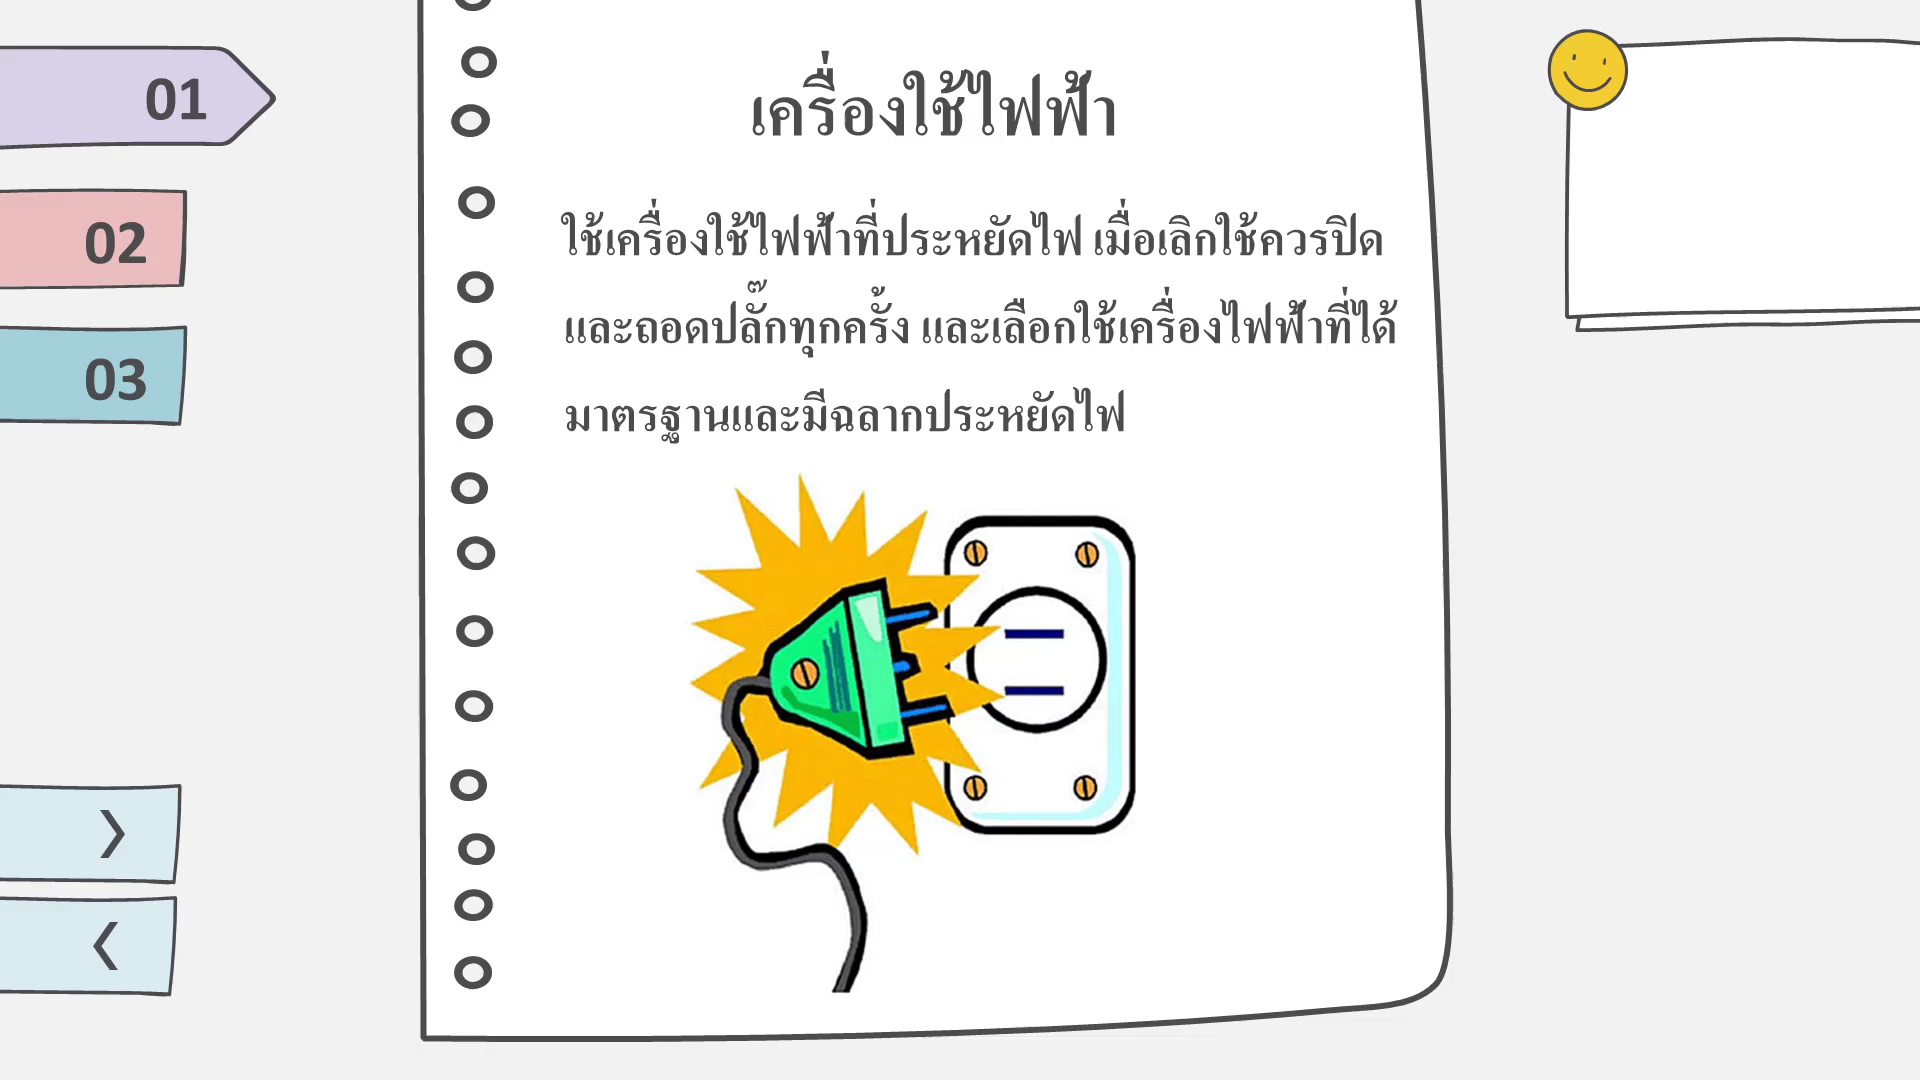 01
02
03
เครื่องใช้ไฟฟ้า
ใช้เครื่องใช้ไฟฟ้าที่ประหยัดไฟ เมื่อเลิกใช้ควรปิด
และถอดปลั๊กทุกครั้ง และเลือกใช้เครื่องไฟฟ้าที่ได้
มาตรฐานและมีฉลากประหยัดไฟ